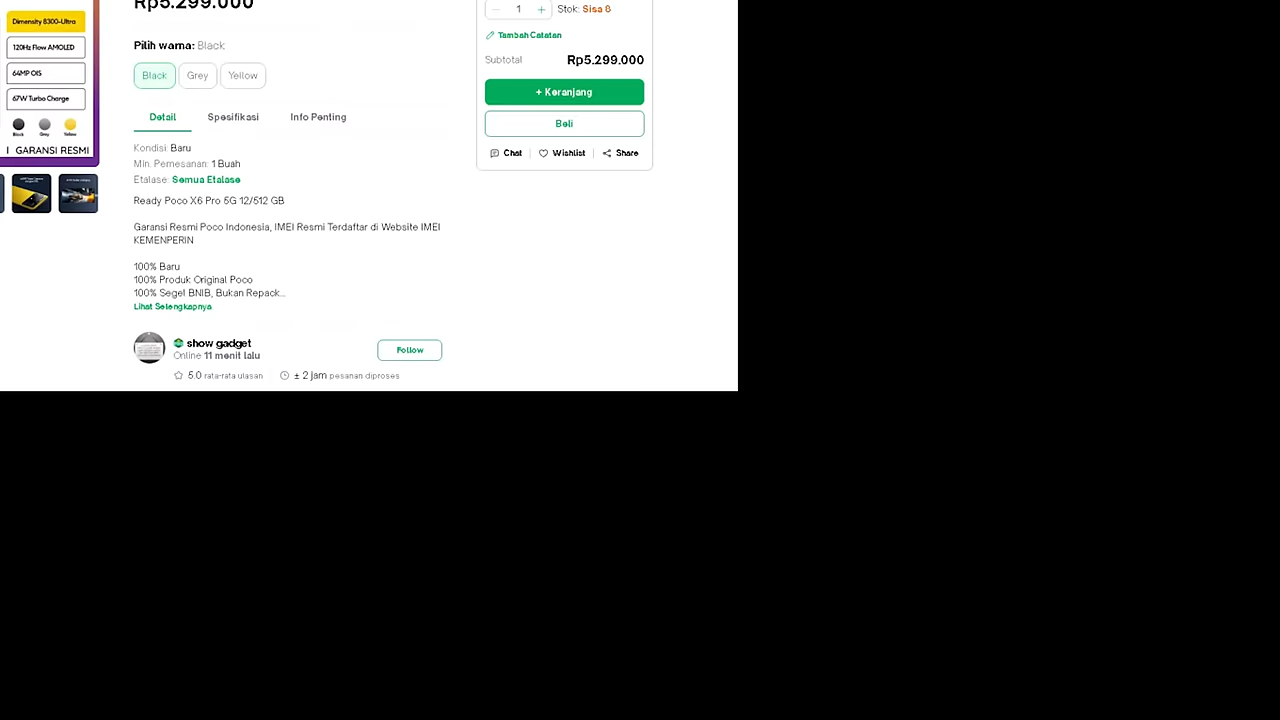 Dimensity 8300-Ultra
120Hz Flow AMOLED
64MP OIS
67W Turbo Charge
Black Grey Yellow
GARANSI RESMI
Rp5.299.000
Pilih warna: Black
Black Grey Yellow
Detail Spesifikasi Info Penting
Kondisi: Baru
Min. Pemesanan: 1 Buah
Etalase: Semua Etalase
Ready Poco X6 Pro 5G 12/512 GB
Garansi Resmi Poco Indonesia, IMEI Resmi Terdaftar di Website IMEI
KEMENPERIN
100% Baru
100% Produk Original Poco
100% Segel BNIB, Bukan Repack...
Lihat Selengkapnya
show gadget
Online 11 menit lalu
Follow
5.0 rata-rata ulasan ± 2 jam pesanan diproses
1 + Stok: Sisa 6
Tambah Catatan
Subtotal Rp5.299.000
+ Keranjang
Beli
Chat Wishlist Share